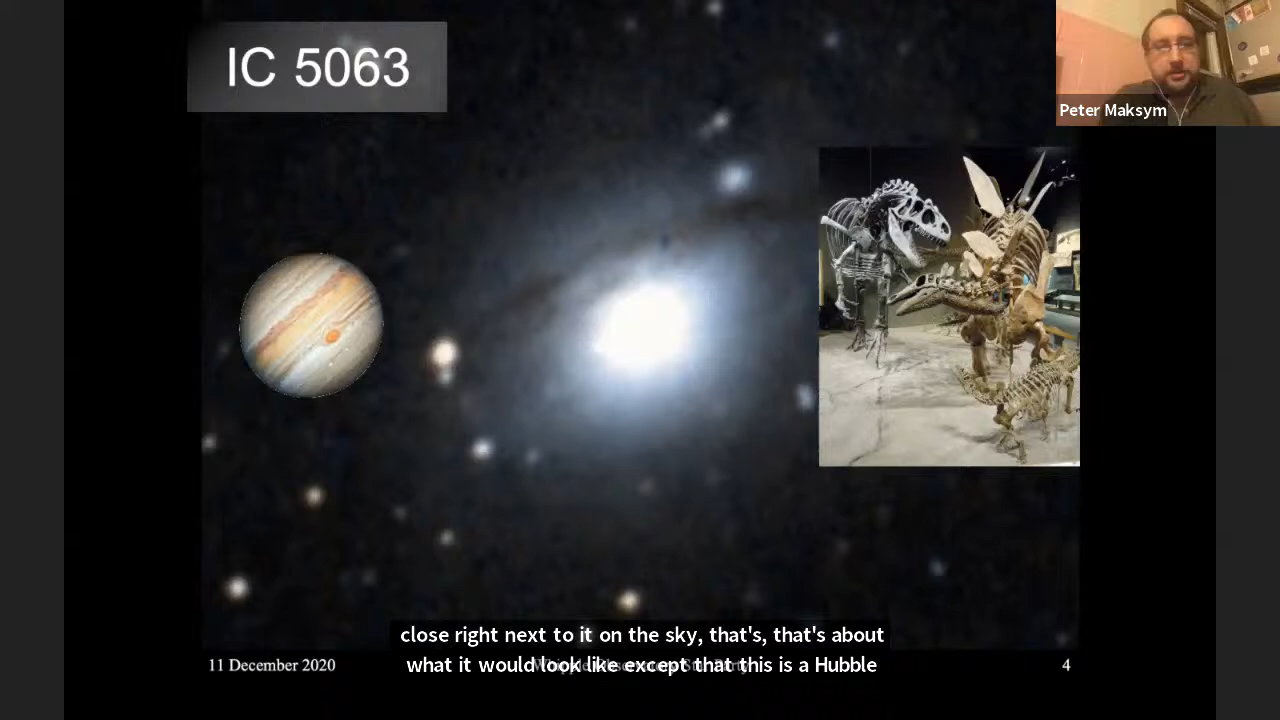 IC 5063
Peter Maksym
close right next to it on the sky, that's, that's about
what it would look like except that this is a Hubble
11 December 2020
4